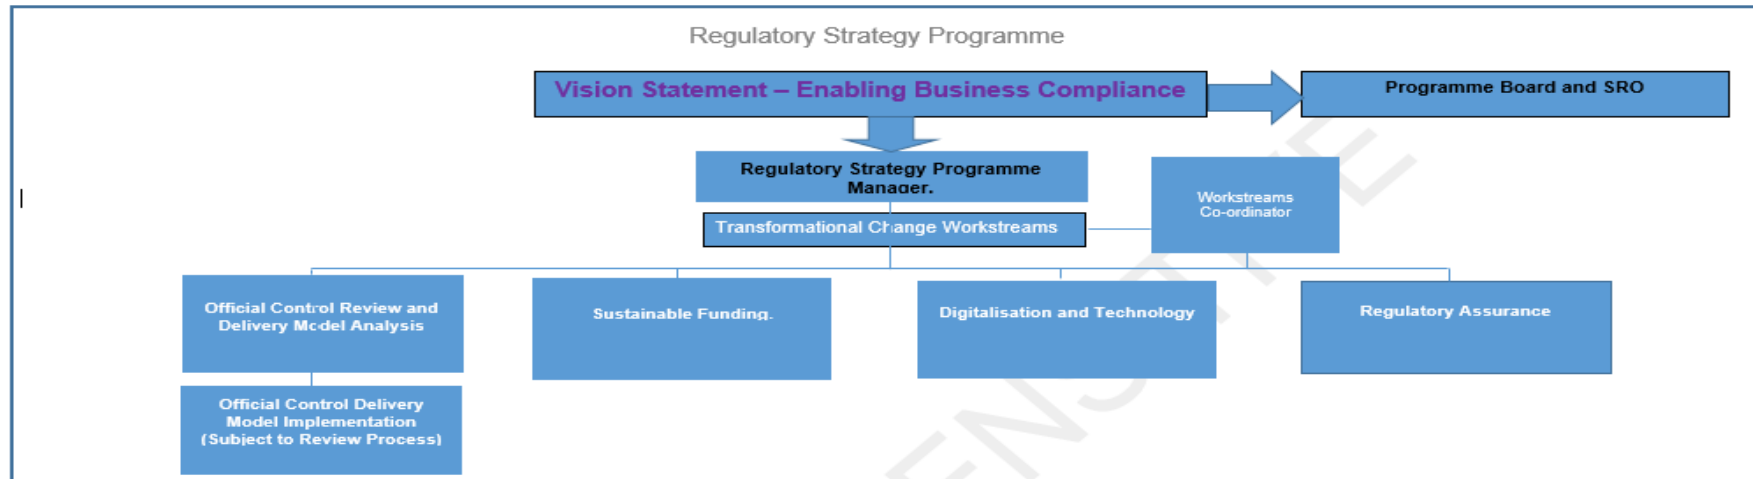 Regulatory Strategy Programme
Vision Statement – Enabling Business Compliance
Programme Board and SRO
Regulatory Strategy Programme
Manager.
Workstreams
Co-ordinator
Transformational Change Workstreams
Official Control Review and
Delivery Model Analysis
Sustainable Funding.
Digitalisation and Technology
Regulatory Assurance
Official Control Delivery
Model Implementation
(Subject to Review Process)